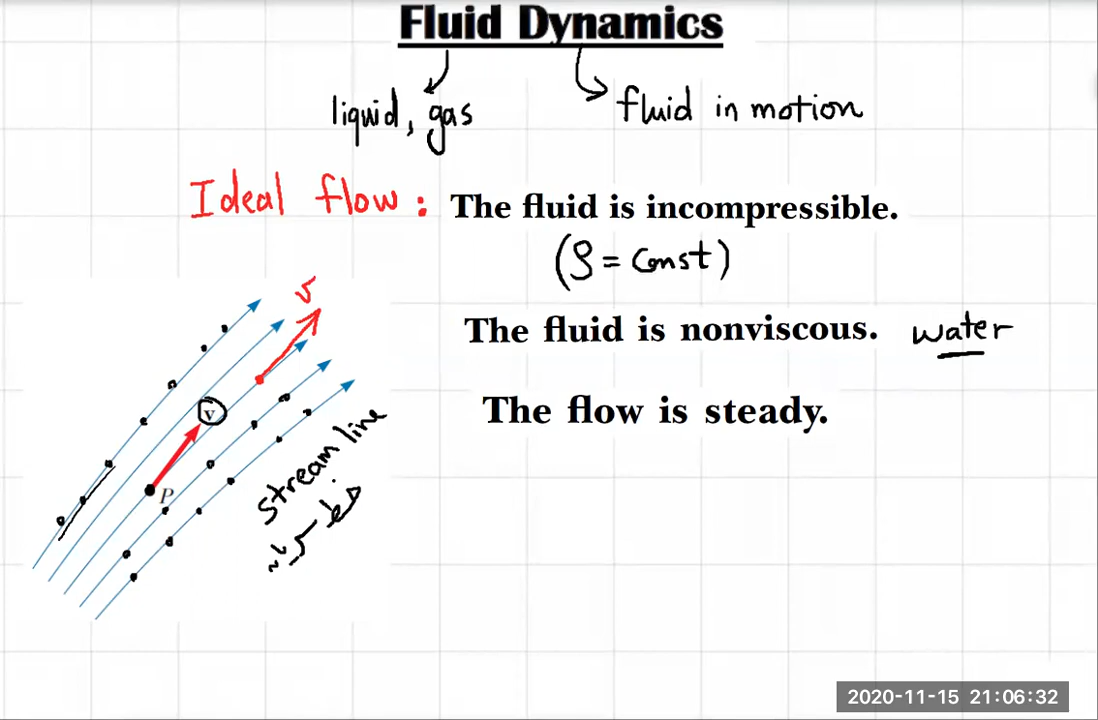 Fluid Dynamics
liquid, gas
fluid in motion
Ideal flow : The fluid is incompressible.
(ρ = const)
v
The fluid is nonviscous. water
v
The flow is steady.
P
stream line
خط
2020-11-15 21:06:32